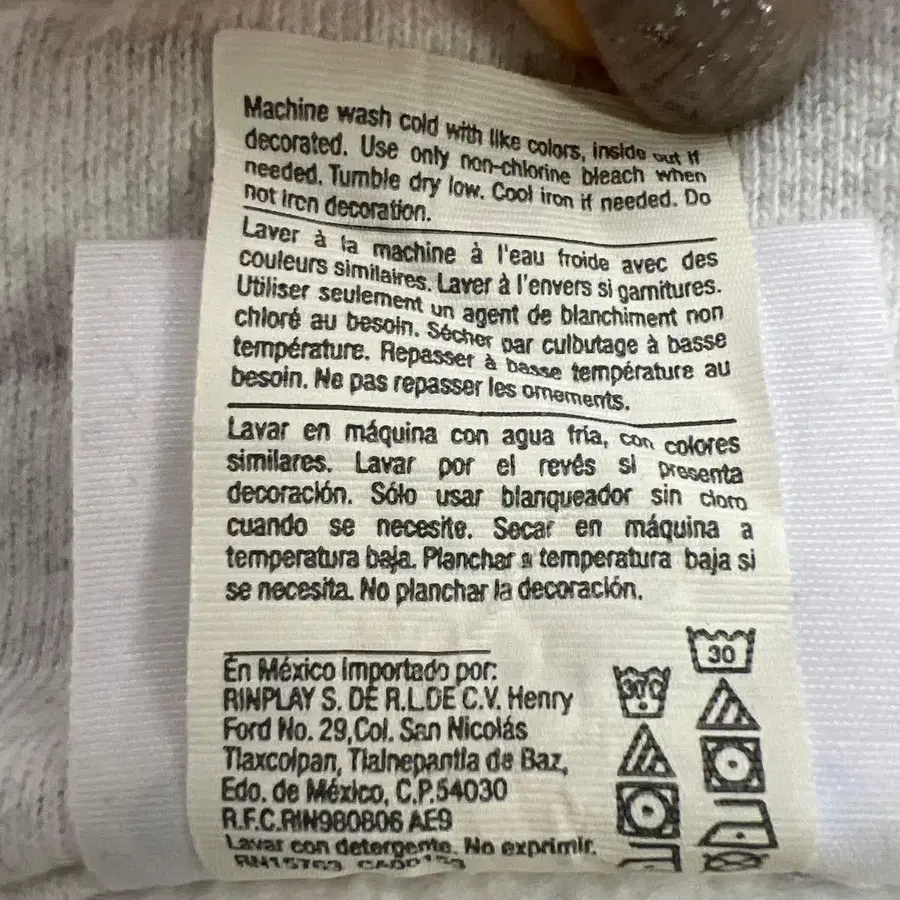 Machine wash cold with like colors, inside out if
decorated. Use only non-chlorine bleach when
needed. Tumble dry low. Cool iron if needed. Do
not iron decoration.
Laver à la machine à l'eau froide avec des
couleurs similaires. Laver à l'envers si garnitures.
Utiliser seulement un agent de blanchiment non
chloré au besoin. Sécher par culbutage à basse
température. Repasser à basse température au
besoin. Ne pas repasser les ornements.
Lavar en máquina con agua fría, con colores
similares. Lavar por el revés si presenta
decoración. Sólo usar blanqueador sin cloro
cuando se necesite. Secar en máquina a
temperatura baja. Planchar a temperatura baja si
se necesita. No planchar la decoración.
En México importado por:
RINPLAY S. DE R.L.DE C.V. Henry
Ford No. 29,Col. San Nicolás
Tlaxcolpan, Tlalnepantla de Baz,
Edo. de México, C.P.54030
R.F.C.RIN980806 AE9
Lavar con detergente. No exprimir.
30
30C